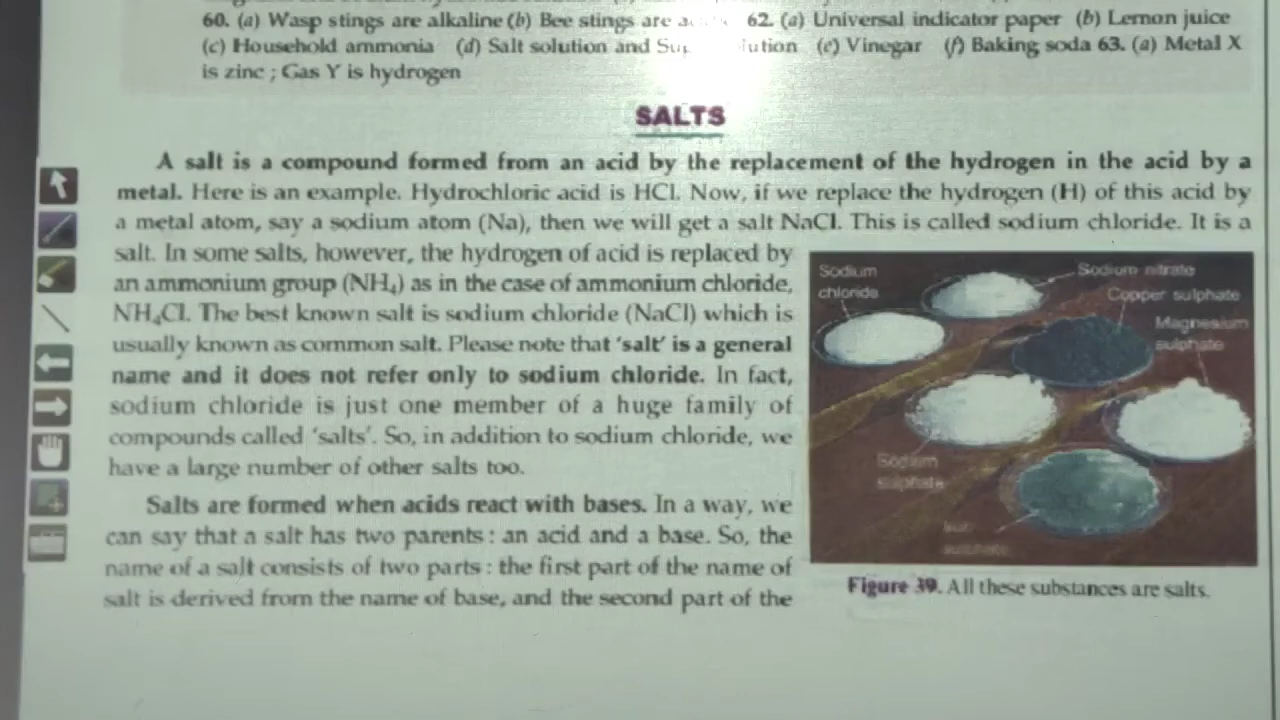 60. (a) Wasp stings are alkaline (b) Bee stings are 62. (a) Universal indicator paper (b) Lemon juice
(c) Household ammonia (d) Salt solution and (e) Vinegar (f) Baking soda 63. (a) Metal X
is zinc ; Gas Y is hydrogen
SALTS
A salt is a compound formed from an acid by the replacement of the hydrogen in the acid by a
metal. Here is an example. Hydrochloric acid is HCl. Now, if we replace the hydrogen (H) of this acid by
a metal atom, say a sodium atom (Na), then we will get a salt NaCl. This is called sodium chloride. It is a
salt. In some salts, however, the hydrogen of acid is replaced by
an ammonium group (NH₄) as in the case of ammonium chloride,
NH₄Cl. The best known salt is sodium chloride (NaCl) which is
usually known as common salt. Please note that 'salt' is a general
name and it does not refer only to sodium chloride. In fact,
sodium chloride is just one member of a huge family of
compounds called 'salts'. So, in addition to sodium chloride, we
have a large number of other salts too.
Salts are formed when acids react with bases. In a way, we
can say that a salt has two parents : an acid and a base. So, the
name of a salt consists of two parts : the first part of the name of
salt is derived from the name of base, and the second part of the
Sodium
chloride
Sodium nitrate
Copper sulphate
Magnesium
sulphate
Sodium
sulphate
sulphate
Figure 39. All these substances are salts.